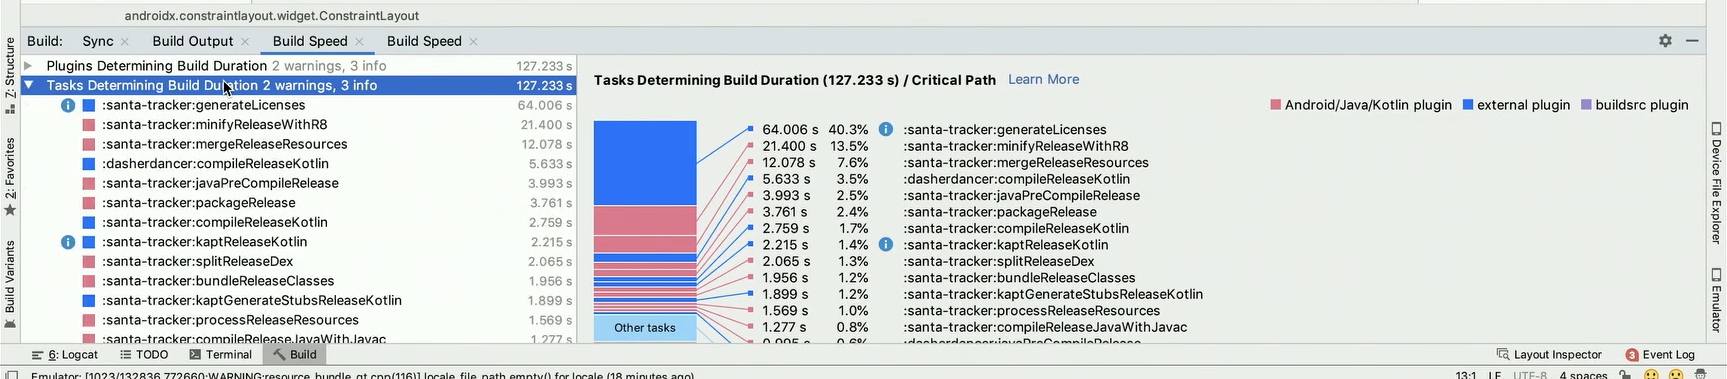 androidx.constraintlayout.widget.ConstraintLayout
Build: Sync Build Output Build Speed Build Speed
Plugins Determining Build Duration 2 warnings, 3 info 127.233 s
Tasks Determining Build Duration 2 warnings, 3 info 127.233 s
:santa-tracker:generateLicenses 64.006 s
:santa-tracker:minifyReleaseWithR8 21.400 s
:santa-tracker:mergeReleaseResources 12.078 s
:dasherdancer:compileReleaseKotlin 5.633 s
:santa-tracker:javaPreCompileRelease 3.993 s
:santa-tracker:packageRelease 3.761 s
:santa-tracker:compileReleaseKotlin 2.759 s
:santa-tracker:kaptReleaseKotlin 2.215 s
:santa-tracker:splitReleaseDex 2.065 s
:santa-tracker:bundleReleaseClasses 1.956 s
:santa-tracker:kaptGenerateStubsReleaseKotlin 1.899 s
:santa-tracker:processReleaseResources 1.569 s
:santa-tracker:compileReleaseJavaWithJavac 1.277 s
Tasks Determining Build Duration (127.233 s) / Critical Path Learn More
Android/Java/Kotlin plugin external plugin buildsrc plugin
64.006 s 40.3% :santa-tracker:generateLicenses
21.400 s 13.5% :santa-tracker:minifyReleaseWithR8
12.078 s 7.6% :santa-tracker:mergeReleaseResources
5.633 s 3.5% :dasherdancer:compileReleaseKotlin
3.993 s 2.5% :santa-tracker:javaPreCompileRelease
3.761 s 2.4% :santa-tracker:packageRelease
2.759 s 1.7% :santa-tracker:compileReleaseKotlin
2.215 s 1.4% :santa-tracker:kaptReleaseKotlin
2.065 s 1.3% :santa-tracker:splitReleaseDex
1.956 s 1.2% :santa-tracker:bundleReleaseClasses
1.899 s 1.2% :santa-tracker:kaptGenerateStubsReleaseKotlin
1.569 s 1.0% :santa-tracker:processReleaseResources
1.277 s 0.8% :santa-tracker:compileReleaseJavaWithJavac
0.995 s 0.6% :dasherdancer:javaPreCompileRelease
Other tasks
Z: Structure
2: Favorites
Build Variants
Device File Explorer
Emulator
6: Logcat TODO Terminal Build
Layout Inspector 3 Event Log
Emulator: [1023/132836.772660:WARNING:resource_bundle_qt.cpp(116)] locale_file_path.empty() for locale (18 minutes ago)
13:1 LF UTF-8 4 spaces